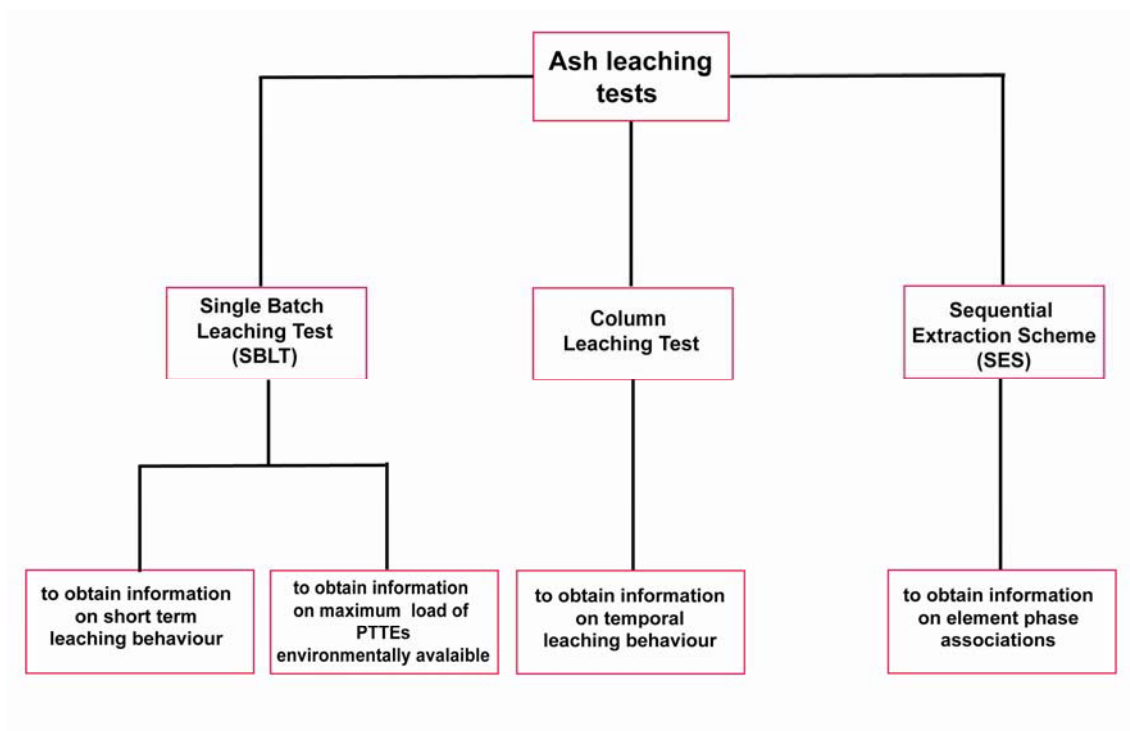 Ash leaching
tests
Single Batch
Leaching Test
(SBLT)
Column
Leaching Test
Sequential
Extraction Scheme
(SES)
to obtain information
on short term
leaching behaviour
to obtain information
on maximum load of
PTTEs
environmentally avalaible
to obtain information
on temporal
leaching behaviour
to obtain information
on element phase
associations